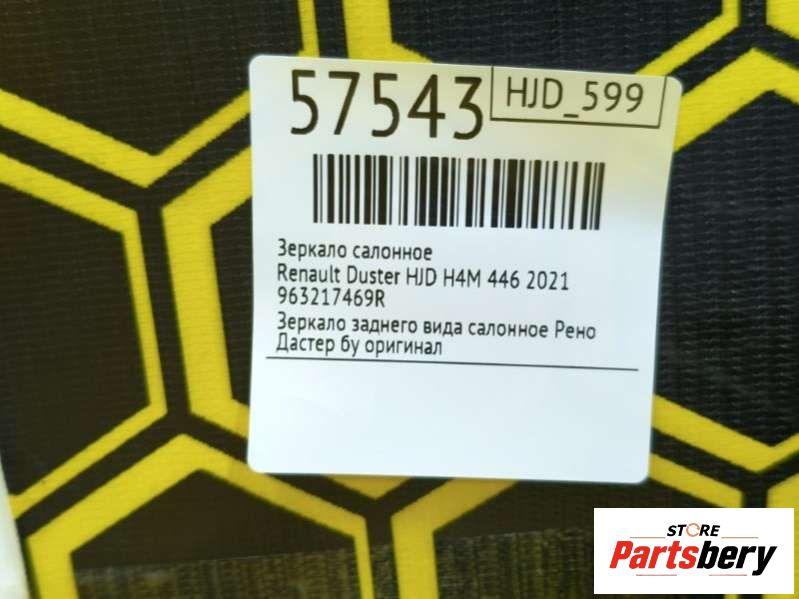 57543
HJD_599
Зеркало салонное
Renault Duster HJD H4M 446 2021
963217469R
Зеркало заднего вида салонное Рено
Дастер бу оригинал
STORE
Partsbery